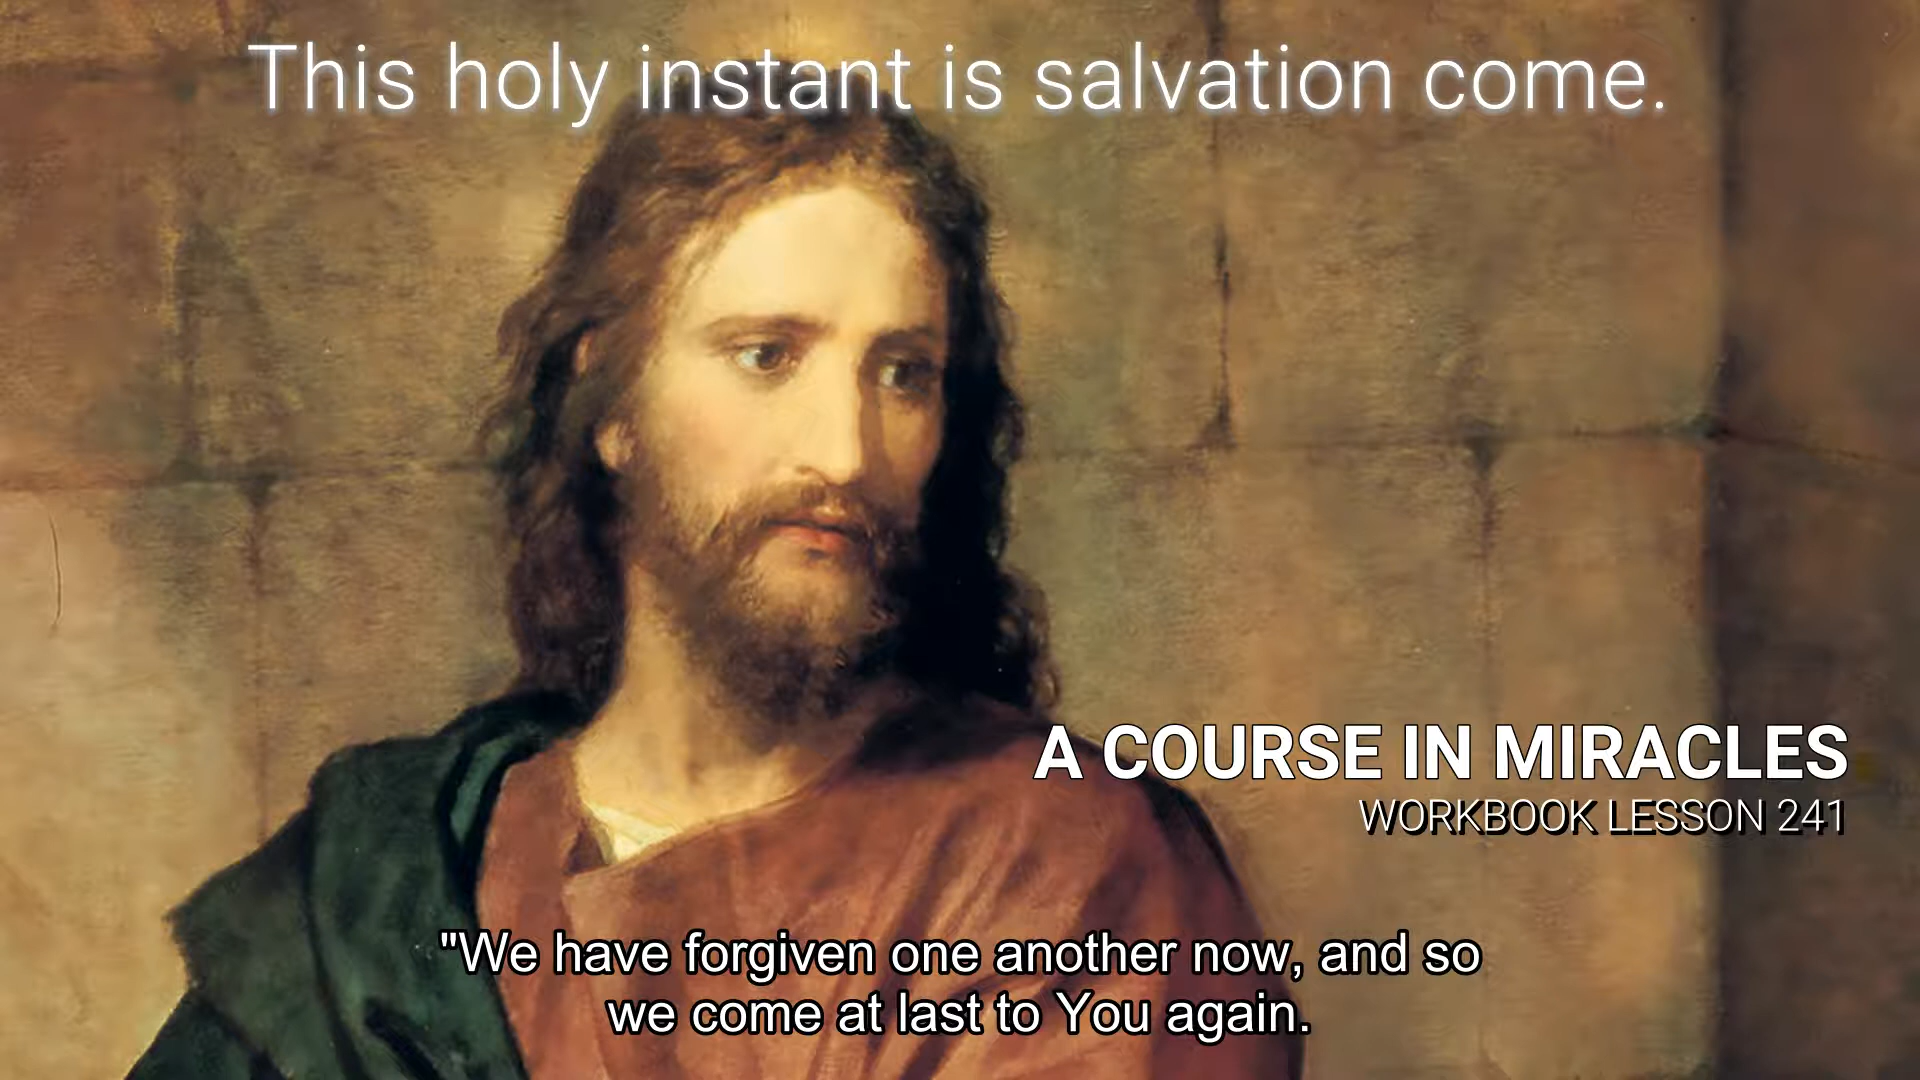 This holy instant is salvation come.
A COURSE IN MIRACLES
WORKBOOK LESSON 241
"We have forgiven one another now, and so
we come at last to You again.